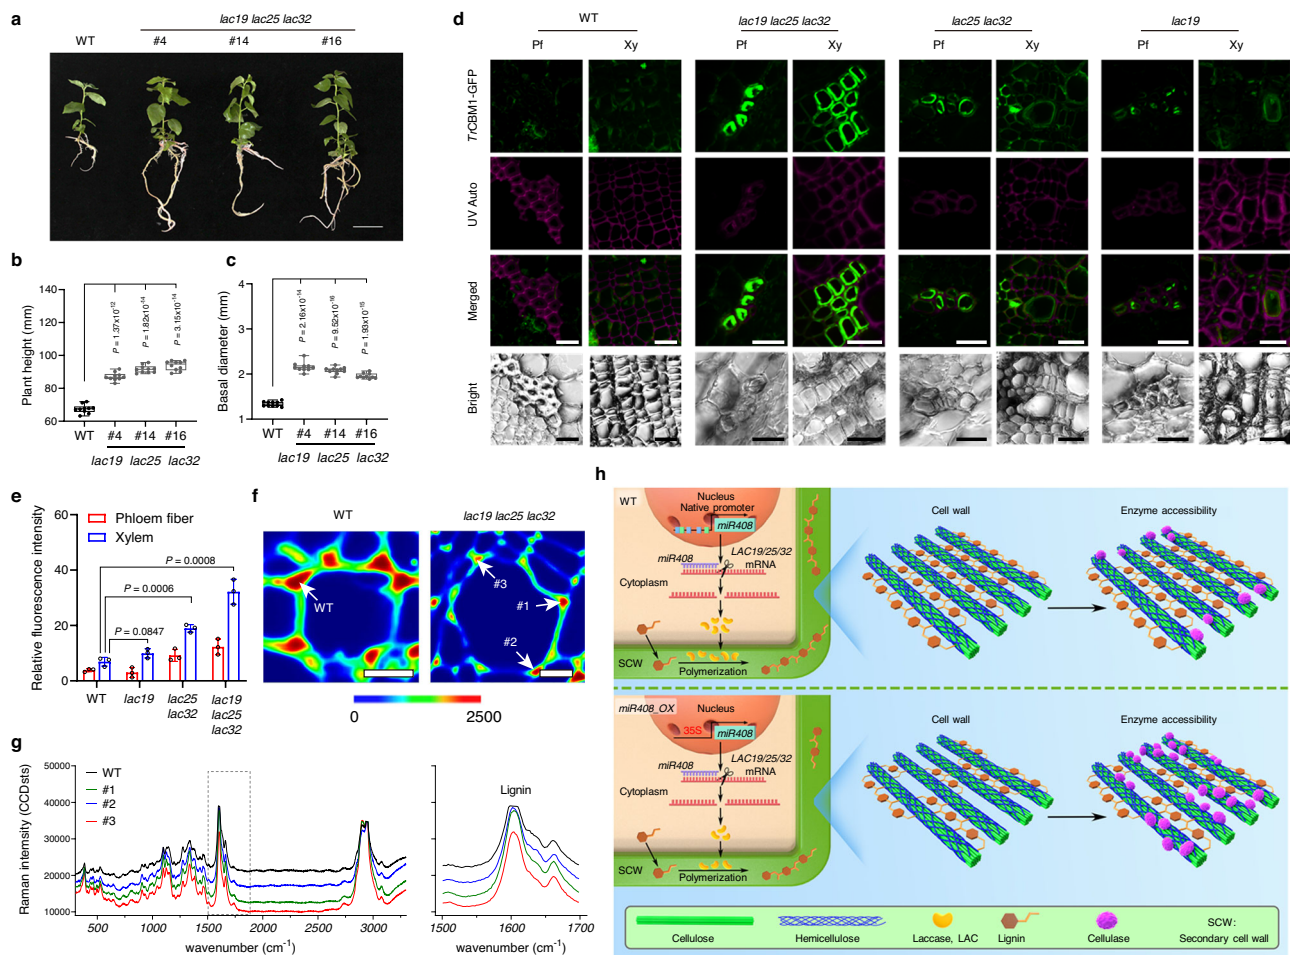 a
lac19 lac25 lac32
WT #4 #14 #16
b
Plant height (mm)
140
120
100
80
60
P = 1.37x10⁻¹²
P = 1.82x10⁻¹⁴
P = 3.15x10⁻¹⁴
WT #4 #14 #16
lac19 lac25 lac32
c
Basal diameter (mm)
4
3
2
1
P = 2.16x10⁻¹⁴
P = 9.52x10⁻¹⁶
P = 1.93x10⁻¹⁵
WT #4 #14 #16
lac19 lac25 lac32
d
WT lac19 lac25 lac32 lac25 lac32 lac19
Pf Xy Pf Xy Pf Xy Pf Xy
TrCBM1-GFP
UV Auto
Merged
Bright
e
Relative fluorescence intensity
60
40
20
0
Phloem fiber
Xylem
P = 0.0008
P = 0.0006
P = 0.0847
WT lac19 lac25 lac32 lac19 lac25 lac32
f
WT lac19 lac25 lac32
WT
#3
#1
#2
0 2500
g
Raman intensity (CCDsts)
50000
40000
30000
20000
10000
WT
#1
#2
#3
500 1000 1500 2000 2500 3000
wavenumber (cm⁻¹)
Lignin
1500 1600 1700
wavenumber (cm⁻¹)
h
WT
Nucleus
Native promoter
miR408
miR408
LAC19/25/32
mRNA
Cytoplasm
SCW
Polymerization
Cell wall
Enzyme accessibility
miR408_OX
Nucleus
35S
miR408
miR408
LAC19/25/32
mRNA
Cytoplasm
SCW
Polymerization
Cell wall
Enzyme accessibility
Cellulose
Hemicellulose
Laccase, LAC
Lignin
Cellulase
SCW:
Secondary cell wall